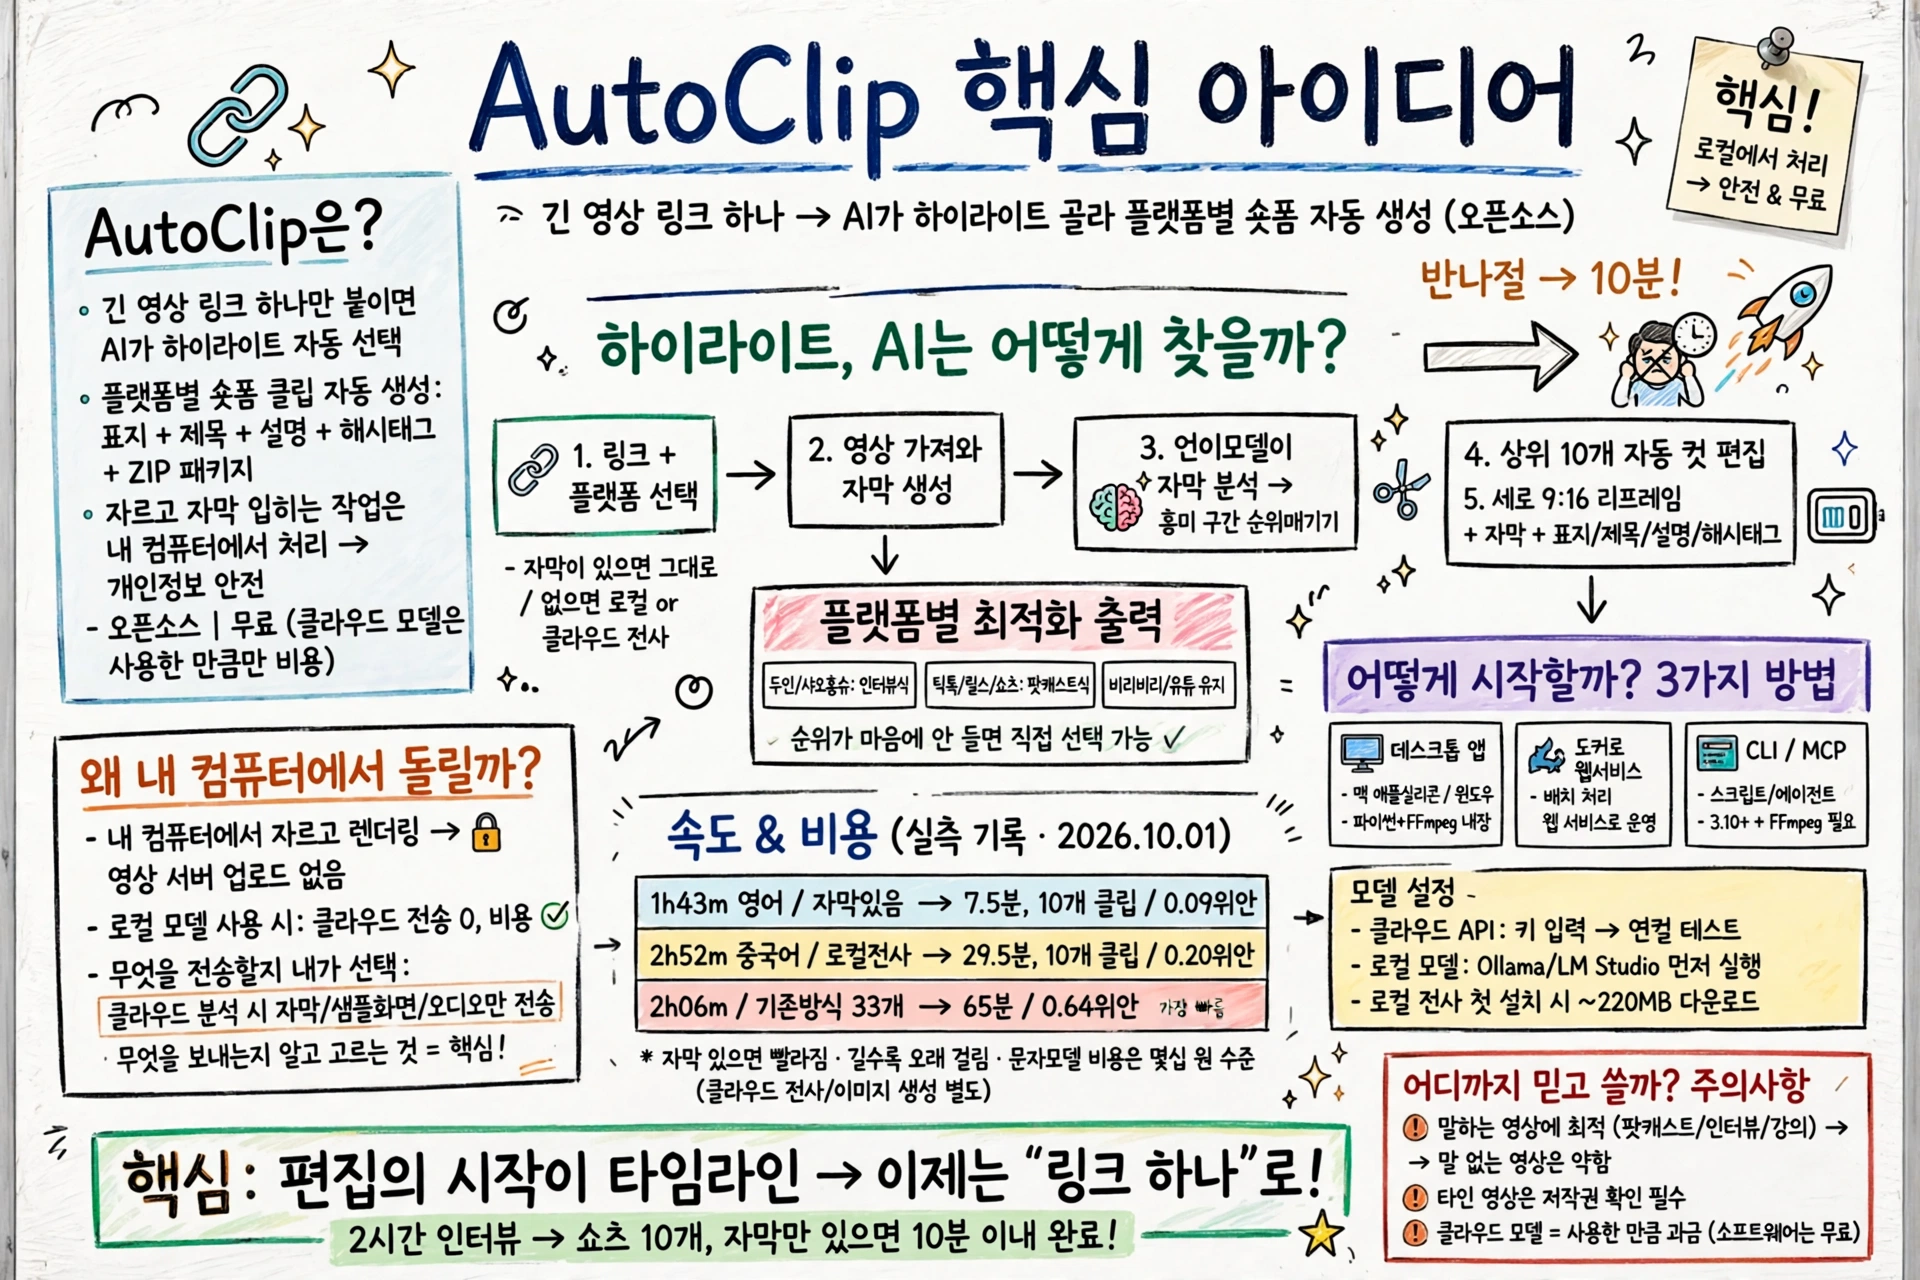 AutoClip 핵심 아이디어
긴 영상 링크 하나 → AI가 하이라이트 골라 플랫폼별 숏폼 자동 생성 (오픈소스)
핵심!
로컬에서 처리
→ 안전 & 무료
AutoClip은?
• 긴 영상 링크 하나만 붙이면
AI가 하이라이트 자동 선택
• 플랫폼별 숏폼 클립 자동 생성:
표지 + 제목 + 설명 + 해시태그
+ ZIP 패키지
• 자르고 자막 입히는 작업은
내 컴퓨터에서 처리 →
개인정보 안전
- 오픈소스 | 무료 (클라우드 모델은
사용한 만큼만 비용)
반나절 → 10분!
하이라이트, AI는 어떻게 찾을까?
1. 링크 +
플랫폼 선택
- 자막이 있으면 그대로
/ 없으면 로컬 or
클라우드 전사
2. 영상 가져와
자막 생성
3. 언이모델이
자막 분석 →
흥미 구간 순위매기기
4. 상위 10개 자동 컷 편집
5. 세로 9:16 리프레임
+ 자막 + 표지/제목/설명/해시태그
플랫폼별 최적화 출력
두인/샤오홍슈: 인터뷰식
틱톡/릴스/쇼츠: 팟캐스트식
비리비리/유튜 유지
순위가 마음에 안 들면 직접 선택 가능 ✓
어떻게 시작할까? 3가지 방법
데스크톱 앱
- 맥 애플실리콘 / 윈도우
- 파이썬+FFmpeg 내장
도커로
웹서비스
- 배치 처리
웹 서비스로 운영
CLI / MCP
- 스크립트/에이전트
- 3.10+ + FFmpeg 필요
왜 내 컴퓨터에서 돌릴까?
- 내 컴퓨터에서 자르고 렌더링 →
영상 서버 업로드 없음
- 로컬 모델 사용 시: 클라우드 전송 0, 비용
- 무엇을 전송할지 내가 선택:
클라우드 분석 시 자막/샘플화면/오디오만 전송
· 무엇을 보내는지 알고 고르는 것 = 핵심!
속도 & 비용 (실측 기록 · 2026.10.01)
1h43m 영어 / 자막있음 → 7.5분, 10개 클립 / 0.09위안
2h52m 중국어 / 로컬전사 → 29.5분, 10개 클립 / 0.20위안
2h06m / 기존방식 33개 → 65분 / 0.64위안
* 자막 있으면 빨라짐 · 길수록 오래 걸림 · 문자모델 비용은 몇십 원 수준
(클라우드 전사/이미지 생성 별도)
모델 설정 -
- 클라우드 API: 키 입력 → 연컬 테스트
- 로컬 모델: Ollama/LM Studio 먼저 실행
- 로컬 전사 첫 설치 시 ~220MB 다운로드
어디까지 믿고 쓸까? 주의사항
! 말하는 영상에 최적 (팟캐스트/인터뷰/강의) →
→ 말 없는 영상은 약함
! 타인 영상은 저작권 확인 필수
! 클라우드 모델 = 사용한 만큼 과금 (소프트웨어는 무료)
핵심: 편집의 시작이 타임라인 → 이제는 “링크 하나”로!
2시간 인터뷰 → 쇼츠 10개, 자막만 있으면 10분 이내 완료!